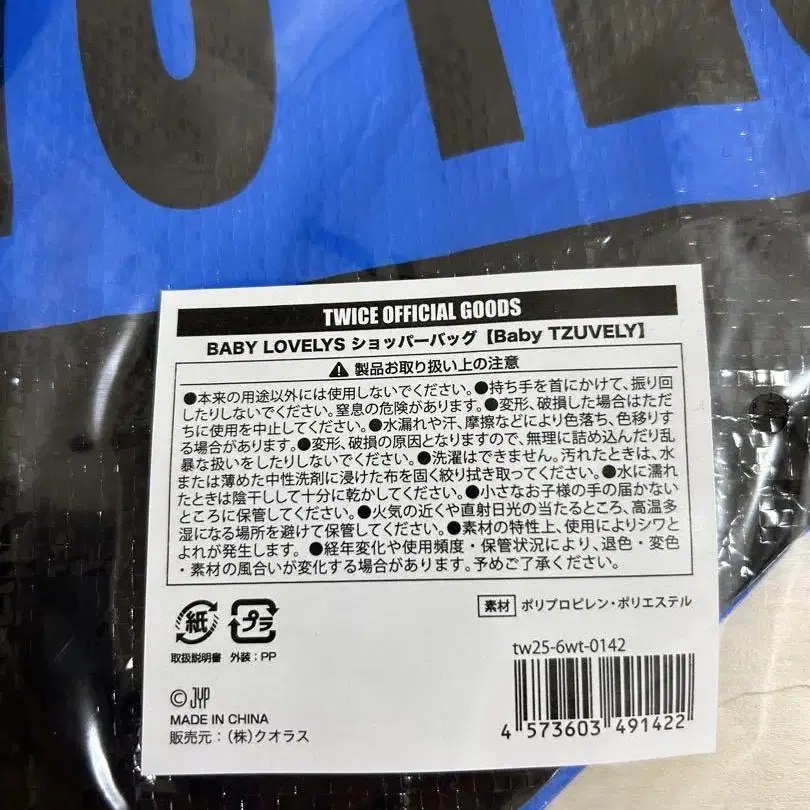 TWICE OFFICIAL GOODS
BABY LOVELYS ショッパーバッグ【Baby TZUVELY】
⚠ 製品お取り扱い上の注意
●本来の用途以外には使用しないでください。●持ち手を首にかけて、振り回
したりしないでください。窒息の危険があります。●変形、破損した場合はただ
ちに使用を中止してください。●水漏れや汗、摩擦などにより色落ち、色移りす
る場合があります。●変形、破損の原因となりますので、無理に詰め込んだり乱
暴な扱いをしたりしないでください。●洗濯はできません。汚れたときは、水
または薄めた中性洗剤に浸けた布を固く絞り拭き取ってください。●水に濡れ
たときは陰干しして十分に乾かしてください。●小さなお子様の手の届かない
ところに保管してください。●火気の近くや直射日光の当たるところ、高温多
湿になる場所を避けて保管してください。●素材の特性上、使用によりシワと
よれが発生します。●経年変化や使用頻度・保管状況により、退色・変色
・素材の風合いが変化する場合があります。予めご了承ください。
紙 プラ
取扱説明書 外装：PP
素材 ポリプロピレン・ポリエステル
tw25-6wt-0142
4 573603 491422
© JYP
MADE IN CHINA
販売元：（株）クオラス